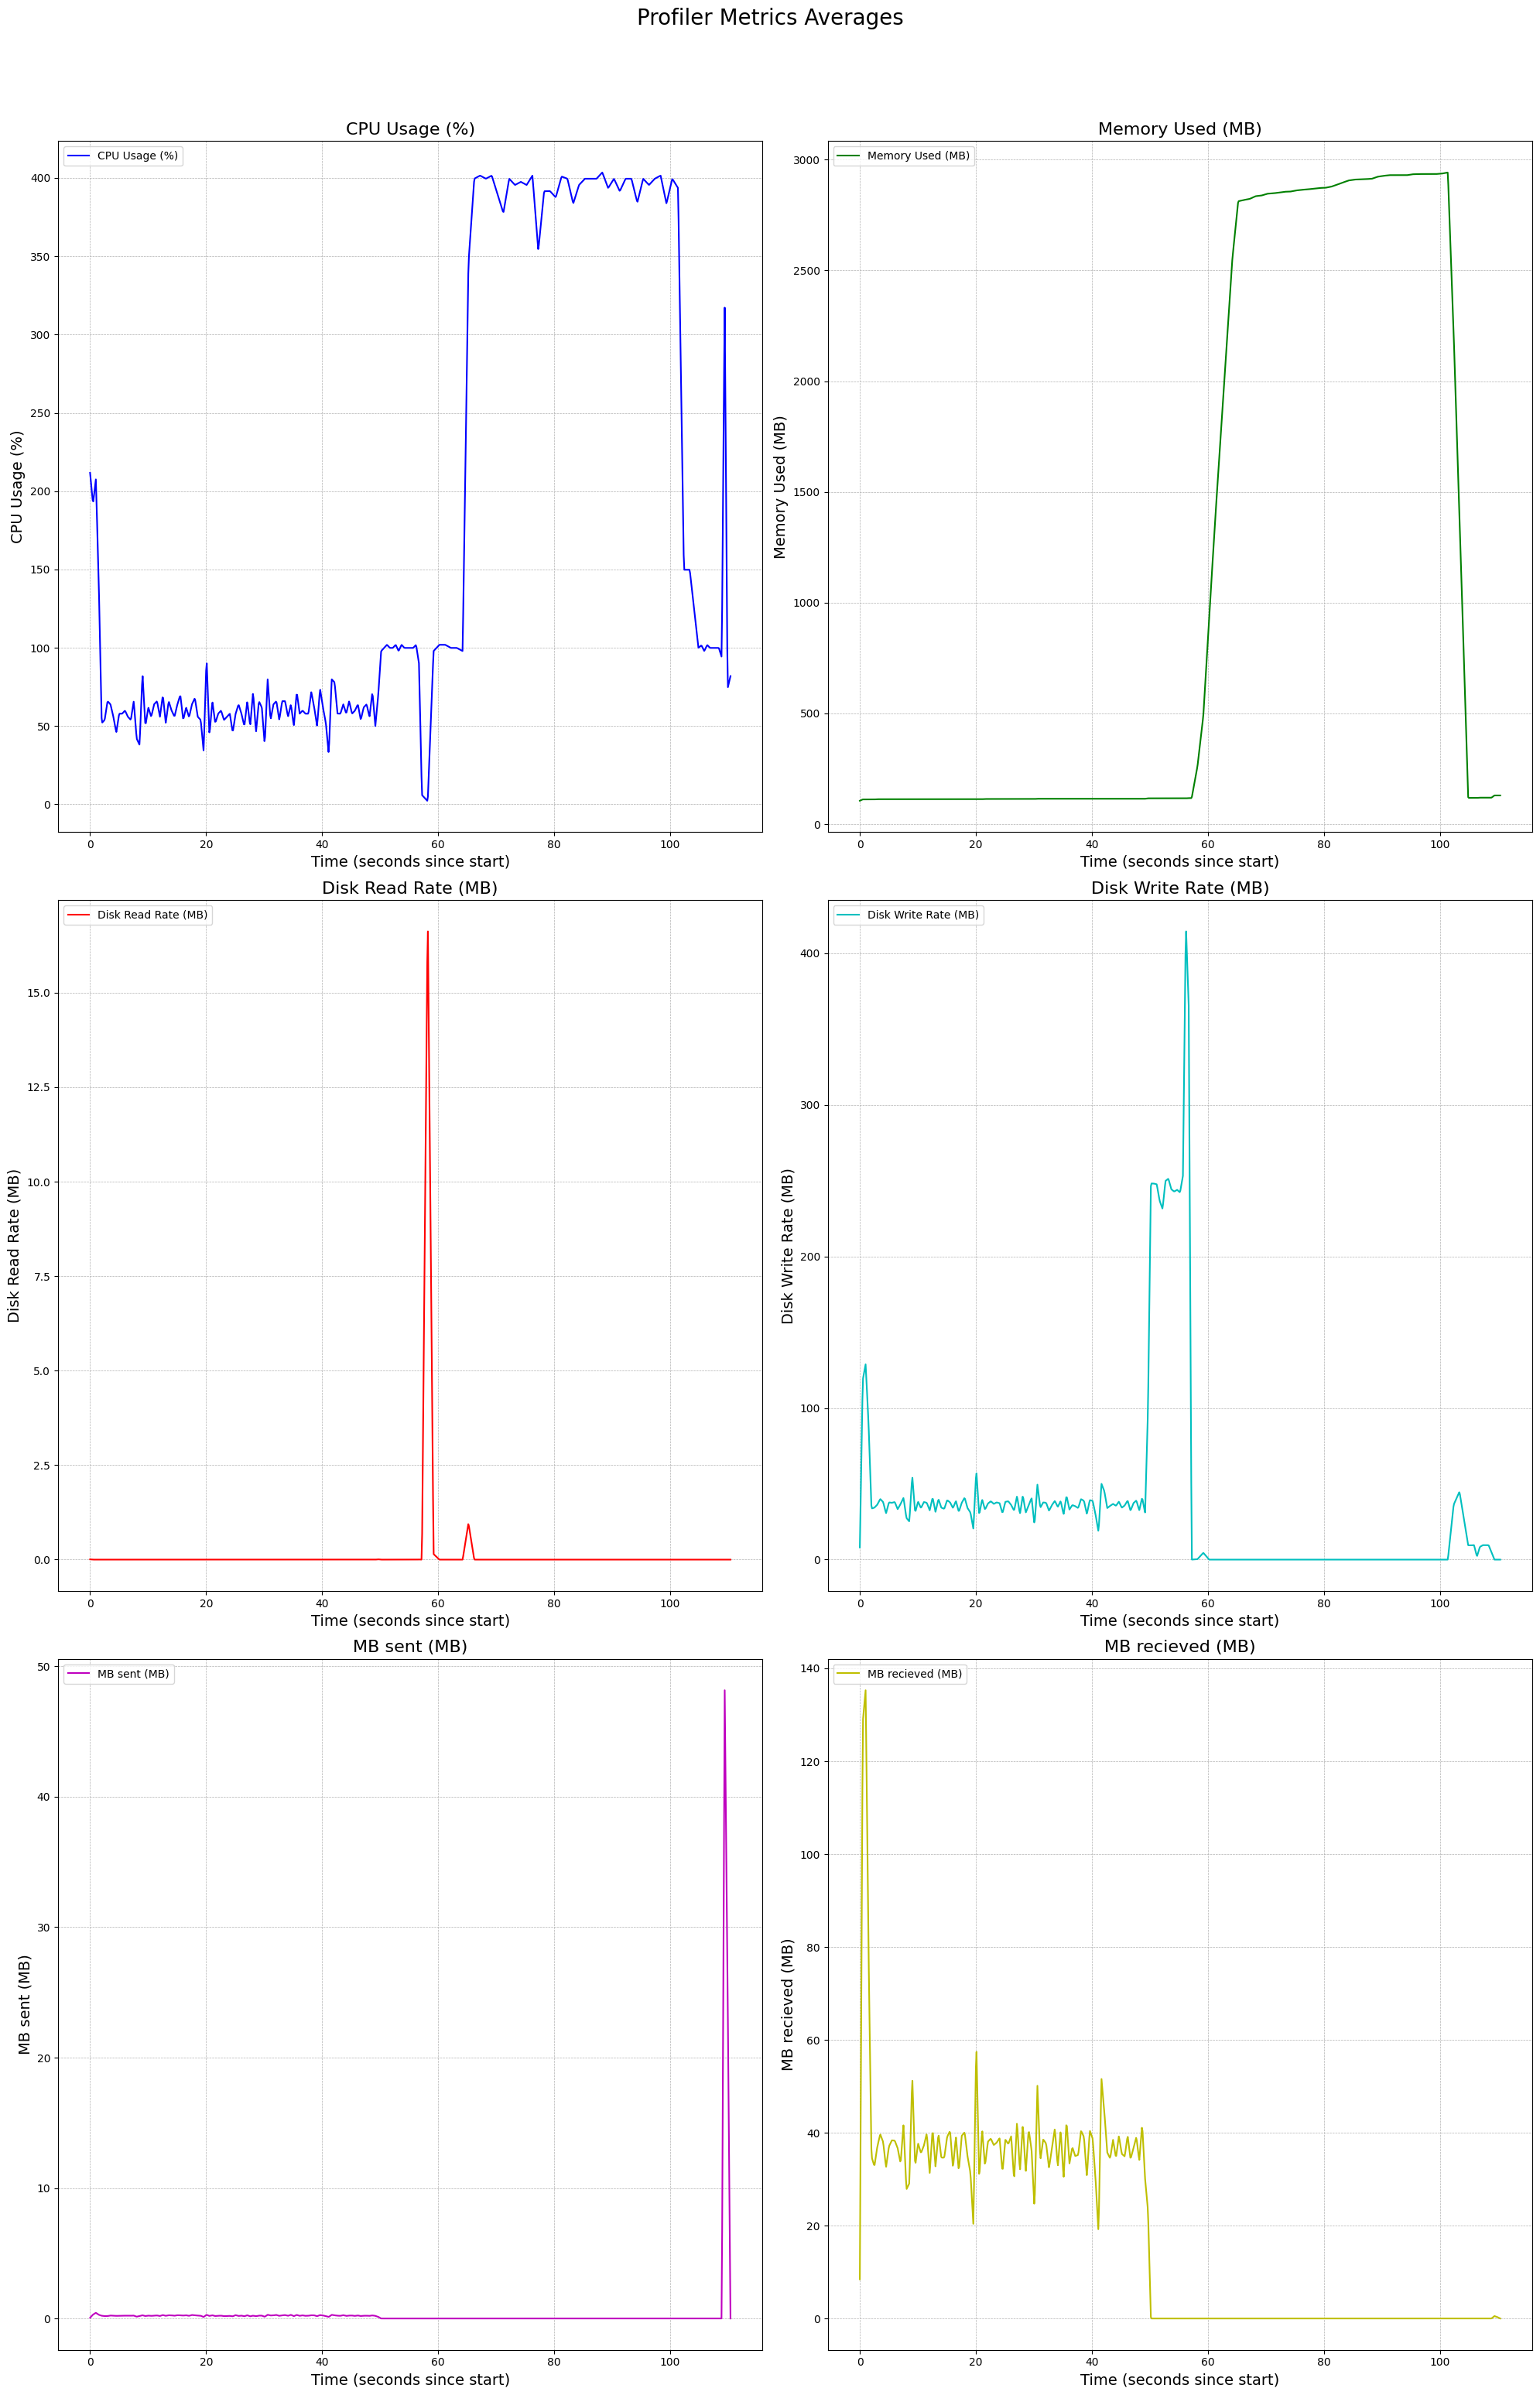 Profiler Metrics Averages
CPU Usage (%)
CPU Usage (%)
CPU Usage (%)
400
350
300
250
200
150
100
50
0
0 20 40 60 80 100
Time (seconds since start)
Memory Used (MB)
Memory Used (MB)
Memory Used (MB)
3000
2500
2000
1500
1000
500
0
0 20 40 60 80 100
Time (seconds since start)
Disk Read Rate (MB)
Disk Read Rate (MB)
Disk Read Rate (MB)
15.0
12.5
10.0
7.5
5.0
2.5
0.0
0 20 40 60 80 100
Time (seconds since start)
Disk Write Rate (MB)
Disk Write Rate (MB)
Disk Write Rate (MB)
400
300
200
100
0
0 20 40 60 80 100
Time (seconds since start)
MB sent (MB)
MB sent (MB)
MB sent (MB)
50
40
30
20
10
0
0 20 40 60 80 100
Time (seconds since start)
MB recieved (MB)
MB recieved (MB)
MB recieved (MB)
140
120
100
80
60
40
20
0
0 20 40 60 80 100
Time (seconds since start)